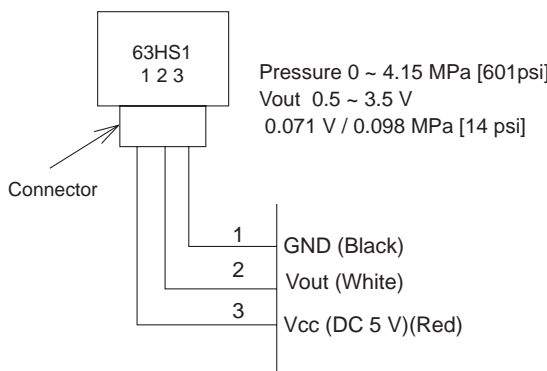 63HS1
1 2 3
Pressure 0 ~ 4.15 MPa [601psi]
Vout 0.5 ~ 3.5 V
0.071 V / 0.098 MPa [14 psi]
Connector
1
GND (Black)
2
Vout (White)
3
Vcc (DC 5 V)(Red)